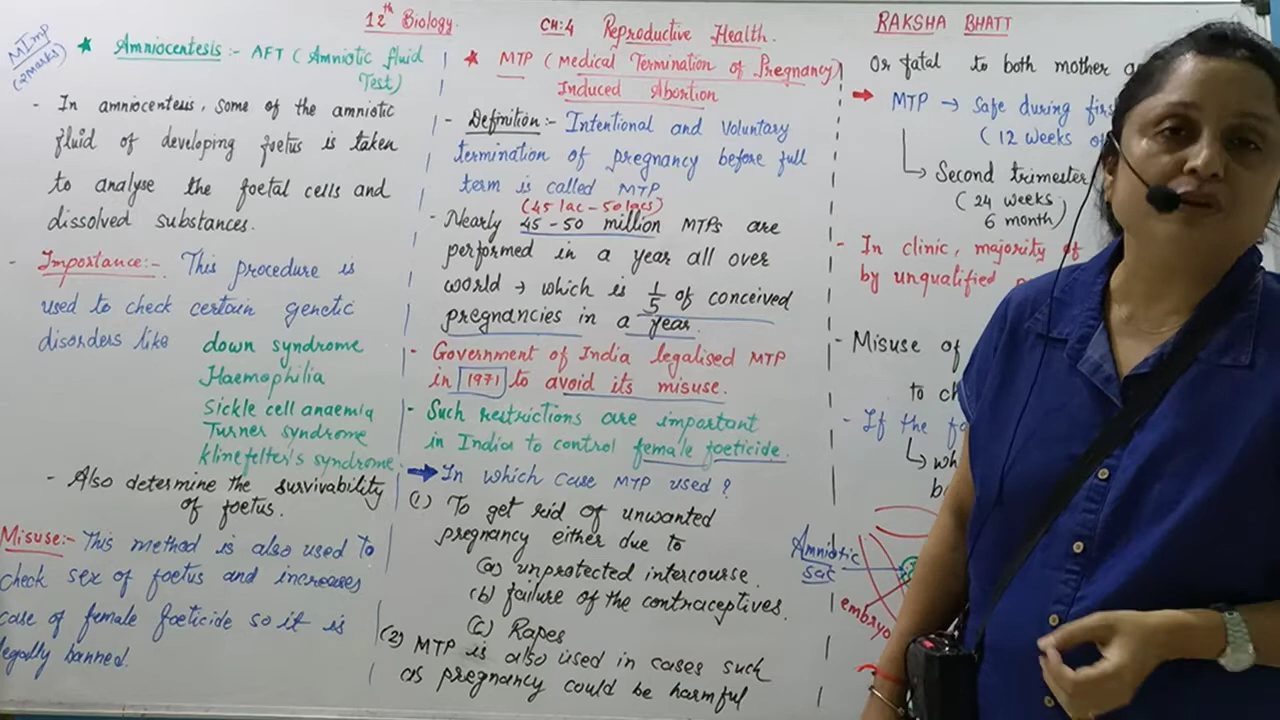 12th Biology.
CH:4 Reproductive Health.
RAKSHA BHATT
MImp
(2marks)
★ Amniocentesis :- AFT ( Amniotic fluid
Test)
- In amniocentesis, some of the amniotic
fluid of developing foetus is taken
to analyse the foetal cells and
dissolved substances.
- Importance:- This procedure is
used to check certain genetic
disorders like down syndrome
Haemophilia
Sickle cell anaemia
Turner syndrome
klinefelter's syndrome
- Also determine the survivability
of foetus.
Misuse:- This method is also used to
check sex of foetus and increases
case of female foeticide so it is
legally banned.
★ MTP (Medical Termination of Pregnancy)
Induced Abortion
- Definition:- Intentional and Voluntary
termination of pregnancy before full
term is called MTP
(45 lac - 50 lacs)
- Nearly 45-50 million MTPs are
performed in a year all over
world → which is 1/5 of conceived
pregnancies in a year.
- Government of India legalised MTP
in 1971 to avoid its misuse.
- Such restrictions are important
in India to control female foeticide.
→ In which case MTP used ?
(1) To get rid of unwanted
pregnancy either due to
(a) unprotected intercourse.
(b) failure of the contraceptives.
(c) Rapes
(2) MTP is also used in cases such
as pregnancy could be harmful
Or fatal to both mother
→ MTP → Safe during
(12 weeks
Second trimester
(24 weeks
6 month)
- In clinic, majority of
by unqualified
- Misuse of
to
- If the
Amniotic
sac
embryo